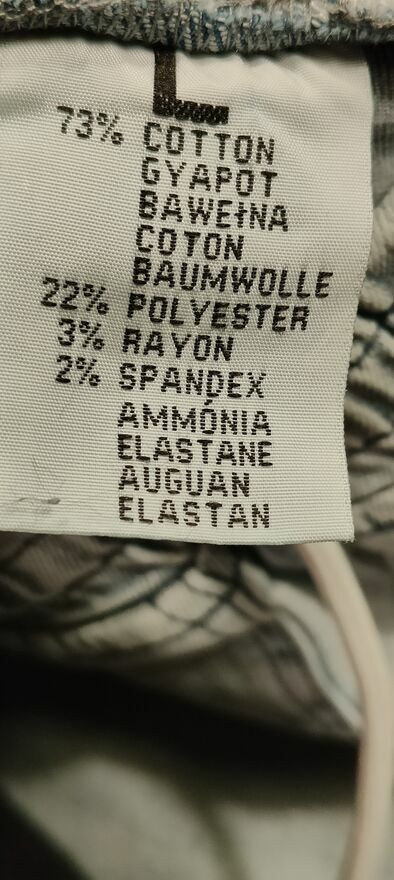 L
73% COTTON
GYAPOT
BAWEŁNA
COTON
BAUMWOLLE
22% POLYESTER
3% RAYON
2% SPANDEX
AMMÓNIA
ELASTANE
AUGUAN
ELASTAN